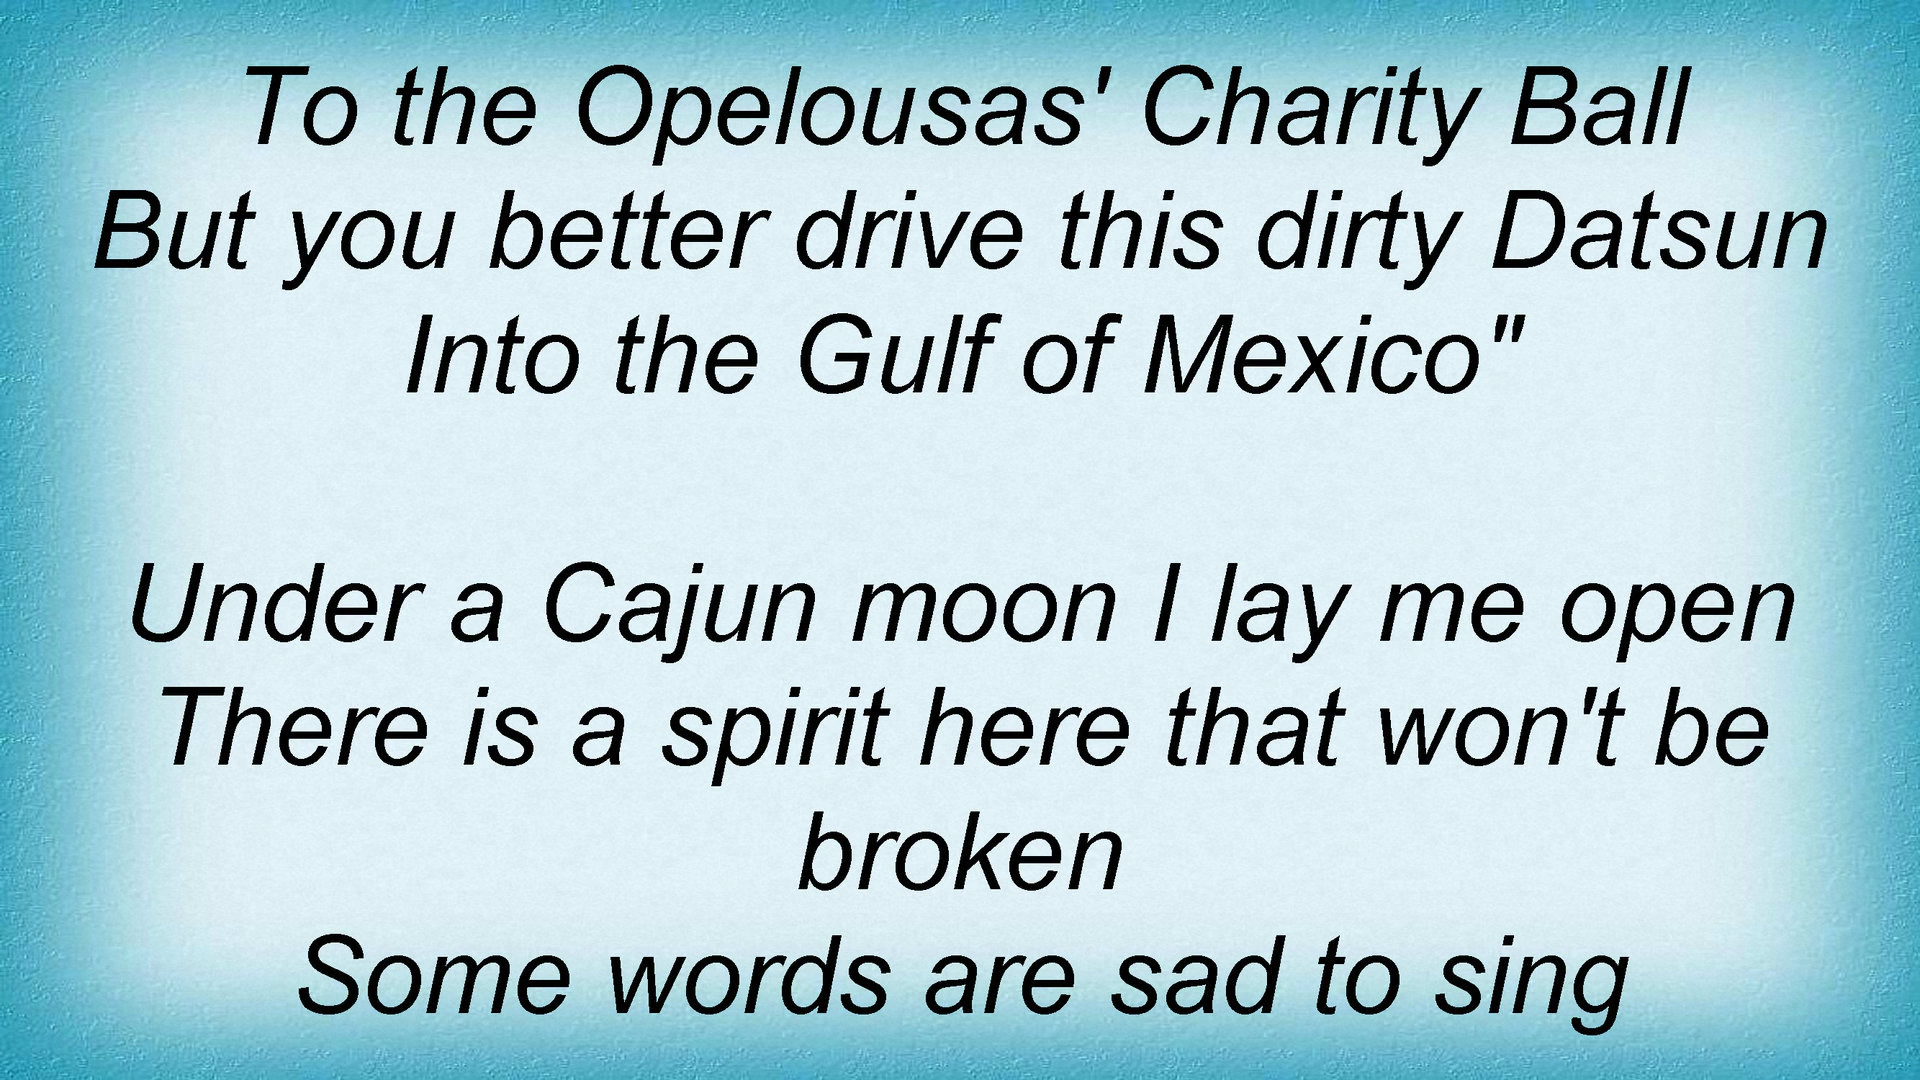 To the Opelousas' Charity Ball
But you better drive this dirty Datsun
Into the Gulf of Mexico"
Under a Cajun moon I lay me open
There is a spirit here that won't be
broken
Some words are sad to sing